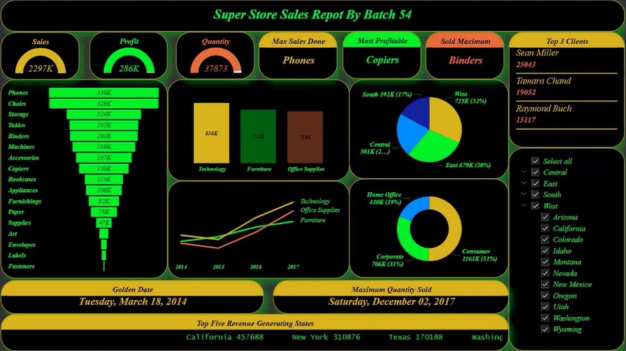 Super Store Sales Repot By Batch 54
Sales
2297K
Profit
286K
Quantity
37873
Max Sales Done
Phones
Most Profitable
Copiers
Sold Maximum
Binders
Top 3 Clients
Sean Miller
25043
Tamara Chand
19052
Raymond Buch
15117
Phones 330K
Chairs 328K
Storage 224K
Tables 207K
Binders 203K
Machines 189K
Accessories 167K
Copiers 150K
Bookcases 115K
Appliances 108K
Furnishings 92K
Paper 78K
Supplies 47K
Art
Envelopes
Labels
Fasteners
836K
Technology Furniture Office Supplies
South 392K (17%)
West
725K (32%)
Central
501K (2...)
East 679K (30%)
Technology
Office Supplies
Furniture
2014 2015 2016 2017
Home Office
430K (19%)
Corporate
706K (31%)
Consumer
1161K (51%)
Select all
Central
East
South
West
Arizona
California
Colorado
Idaho
Montana
Nevada
New Mexico
Oregon
Utah
Washington
Wyoming
Golden Date
Tuesday, March 18, 2014
Maximum Quantity Sold
Saturday, December 02, 2017
Top Five Revenue Generating States
California 457688 New York 310876 Texas 170188 Washing